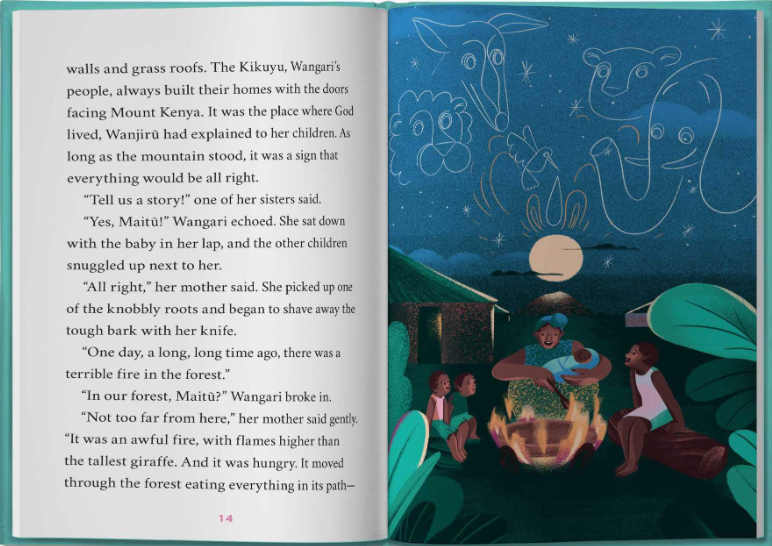 walls and grass roofs. The Kikuyu, Wangari’s
people, always built their homes with the doors
facing Mount Kenya. It was the place where God
lived, Wanjirũ had explained to her children. As
long as the mountain stood, it was a sign that
everything would be all right.
“Tell us a story!” one of her sisters said.
“Yes, Maitũ!” Wangari echoed. She sat down
with the baby in her lap, and the other children
snuggled up next to her.
“All right,” her mother said. She picked up one
of the knobbly roots and began to shave away the
tough bark with her knife.
“One day, a long, long time ago, there was a
terrible fire in the forest.”
“In our forest, Maitũ?” Wangari broke in.
“Not too far from here,” her mother said gently.
“It was an awful fire, with flames higher than
the tallest giraffe. And it was hungry. It moved
through the forest eating everything in its path—
14